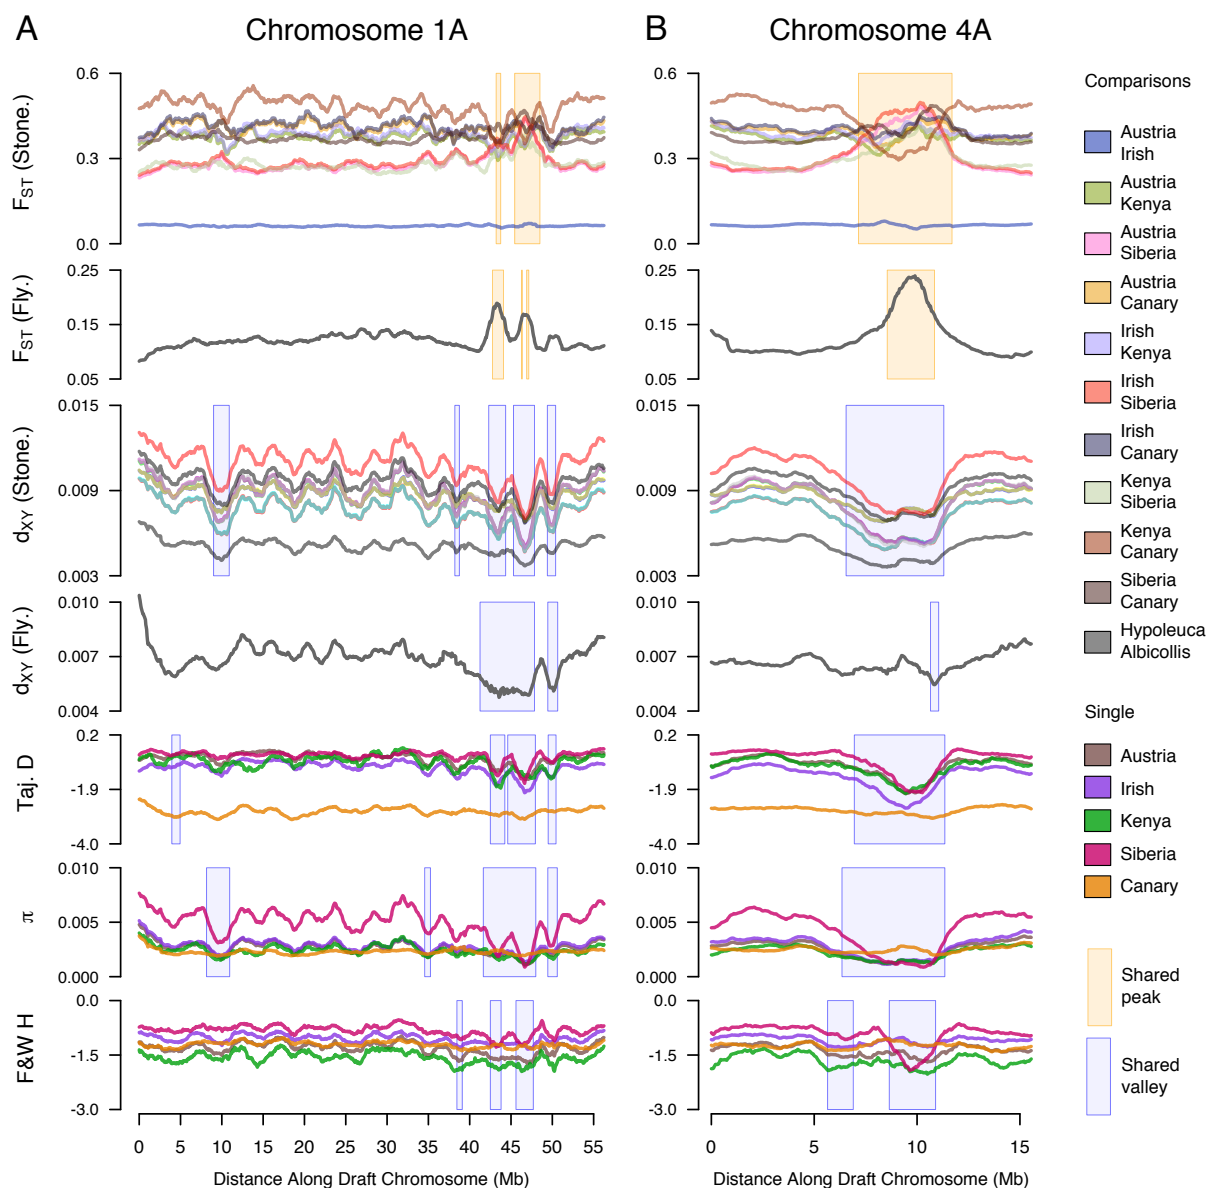 A Chromosome 1A
B Chromosome 4A
FST (Stone.)
0.6
0.3
0.0
0.6
0.3
0.0
FST (Fly.)
0.25
0.15
0.05
0.25
0.15
0.05
dXY (Stone.)
0.015
0.009
0.003
0.015
0.009
0.003
dXY (Fly.)
0.010
0.007
0.004
0.010
0.007
0.004
Taj. D
0.2
-1.9
-4.0
0.2
-1.9
-4.0
π
0.010
0.005
0.000
0.010
0.005
0.000
F&W H
0.0
-1.5
-3.0
0.0
-1.5
-3.0
0 5 10 15 20 25 30 35 40 45 50 55
Distance Along Draft Chromosome (Mb)
0 5 10 15
Distance Along Draft Chromosome (Mb)
Comparisons
Austria
Irish
Austria
Kenya
Austria
Siberia
Austria
Canary
Irish
Kenya
Irish
Siberia
Irish
Canary
Kenya
Siberia
Kenya
Canary
Siberia
Canary
Hypoleuca
Albicollis
Single
Austria
Irish
Kenya
Siberia
Canary
Shared
peak
Shared
valley